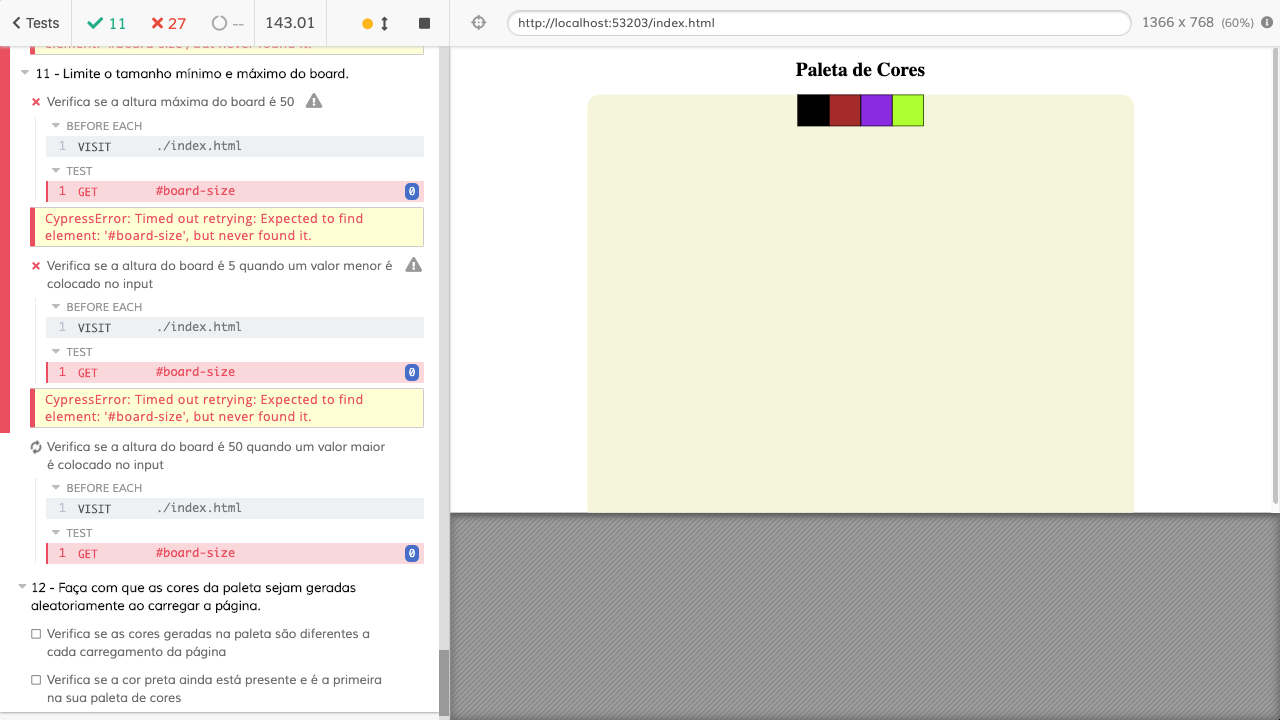 Tests
11
27
--
143.01
http://localhost:53203/index.html
1366 x 768 (60%)
element: '#board-size', but never found it.
11 - Limite o tamanho mínimo e máximo do board.
Verifica se a altura máxima do board é 50
BEFORE EACH
1 VISIT ./index.html
TEST
1 GET #board-size 0
CypressError: Timed out retrying: Expected to find
element: '#board-size', but never found it.
Verifica se a altura do board é 5 quando um valor menor é
colocado no input
BEFORE EACH
1 VISIT ./index.html
TEST
1 GET #board-size 0
CypressError: Timed out retrying: Expected to find
element: '#board-size', but never found it.
Verifica se a altura do board é 50 quando um valor maior
é colocado no input
BEFORE EACH
1 VISIT ./index.html
TEST
1 GET #board-size 0
12 - Faça com que as cores da paleta sejam geradas
aleatoriamente ao carregar a página.
Verifica se as cores geradas na paleta são diferentes a
cada carregamento da página
Verifica se a cor preta ainda está presente e é a primeira
na sua paleta de cores
Paleta de Cores